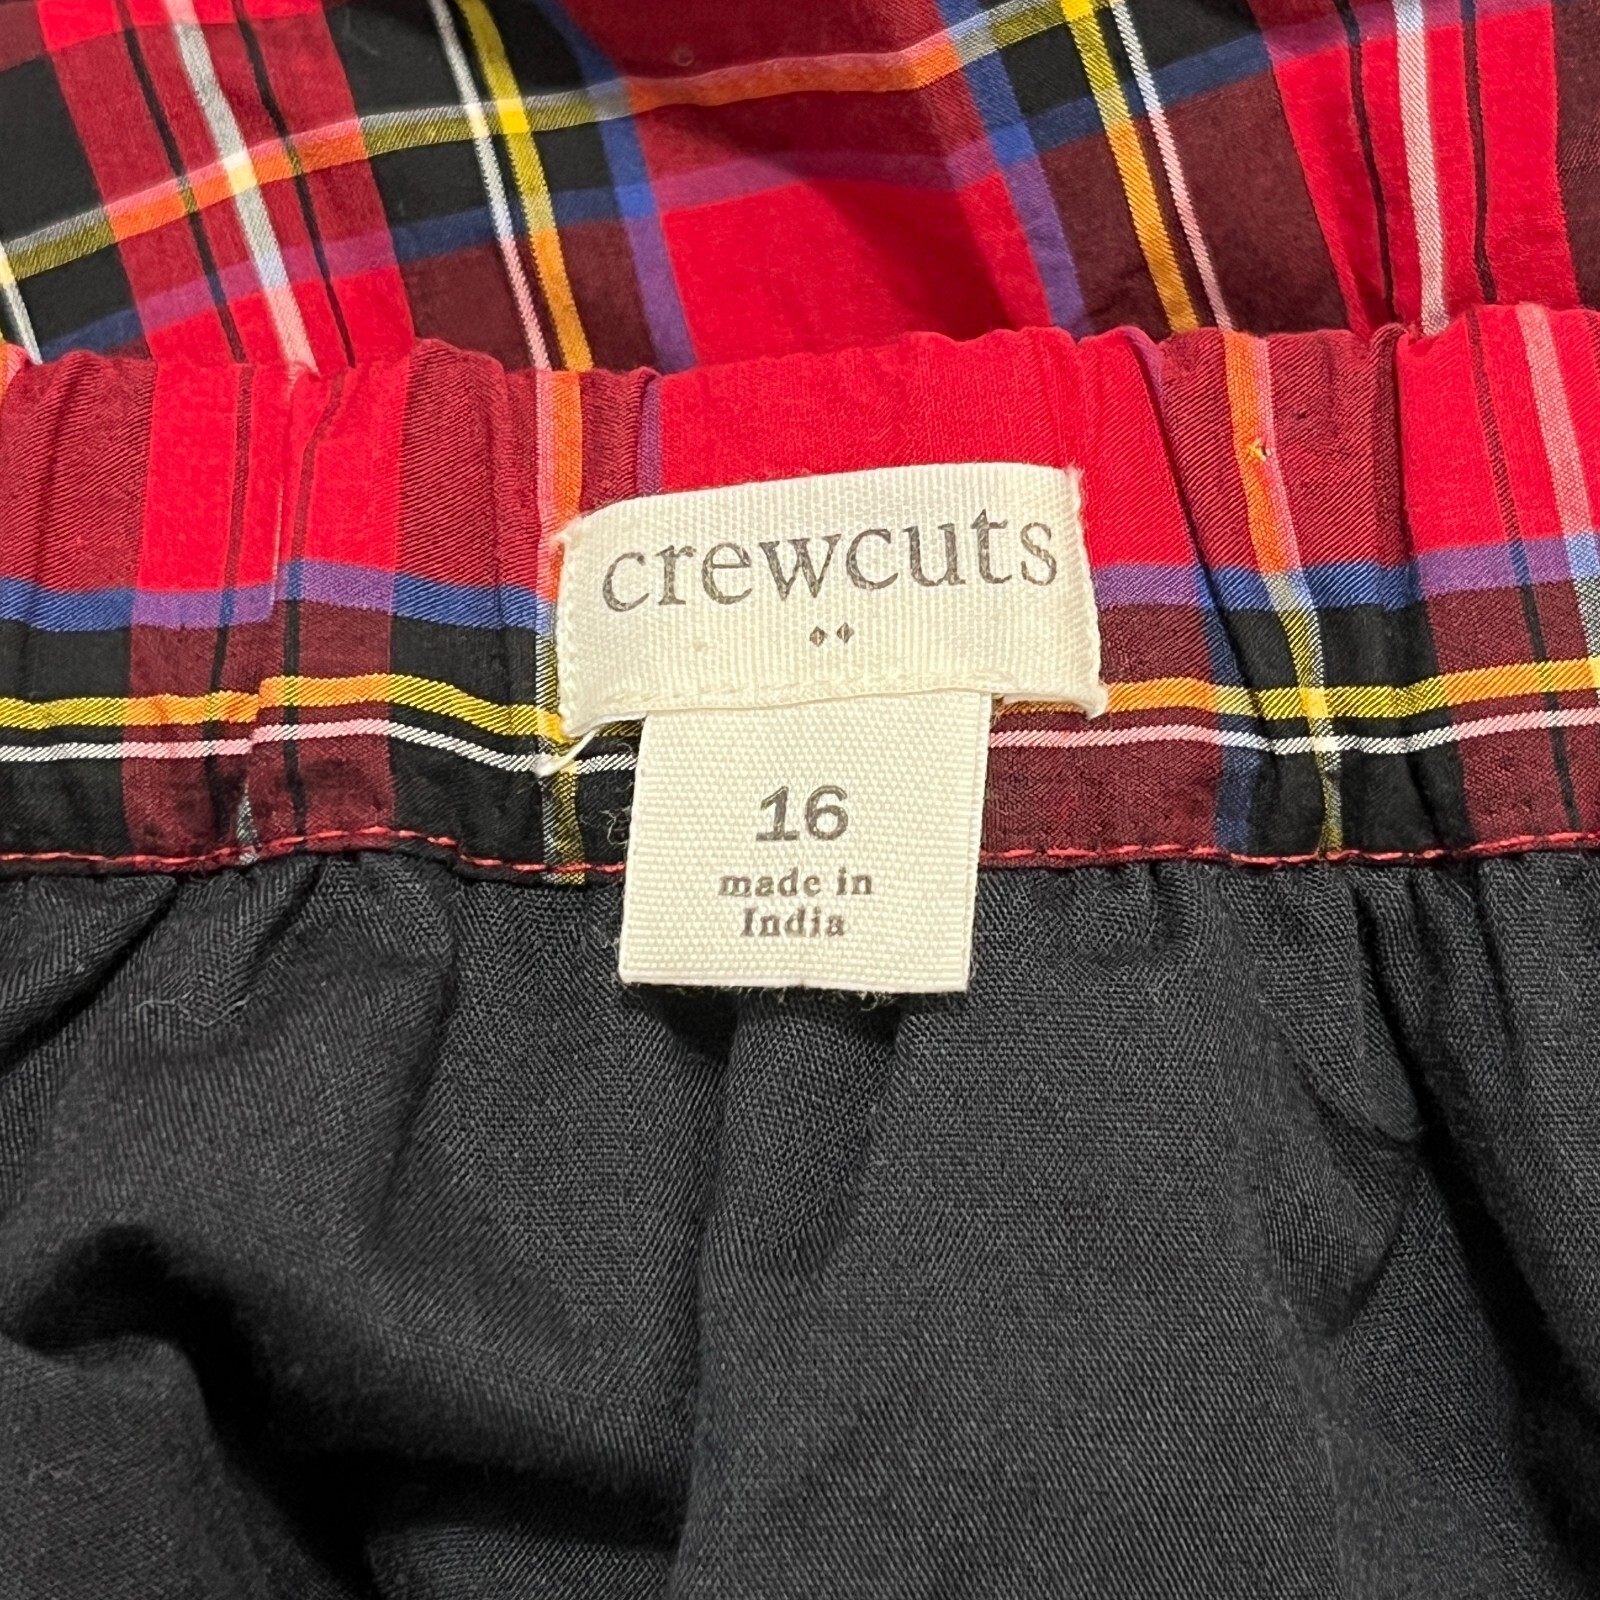 crewcuts
16
made in
India